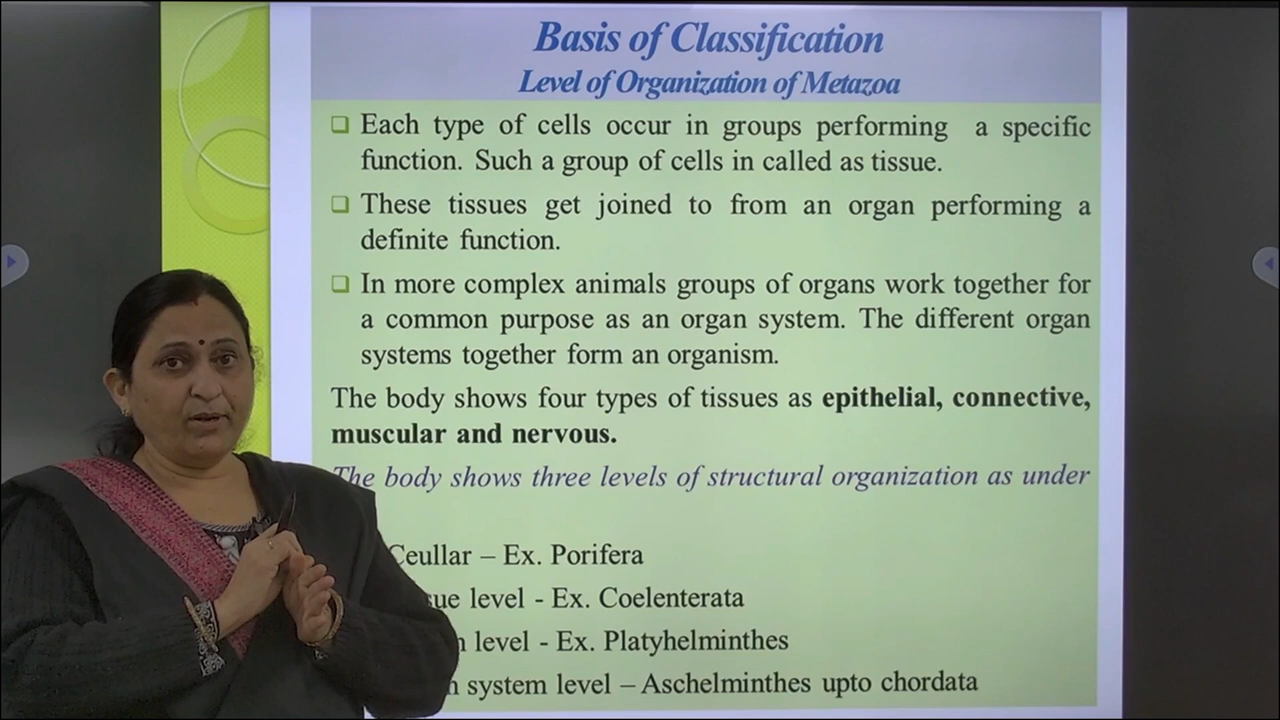 Basis of Classification
Level of Organization of Metazoa
Each type of cells occur in groups performing a specific
function. Such a group of cells in called as tissue.
These tissues get joined to from an organ performing a
definite function.
In more complex animals groups of organs work together for
a common purpose as an organ system. The different organ
systems together form an organism.
The body shows four types of tissues as epithelial, connective,
muscular and nervous.
The body shows three levels of structural organization as under
Ceullar – Ex. Porifera
level - Ex. Coelenterata
level - Ex. Platyhelminthes
system level – Aschelminthes upto chordata